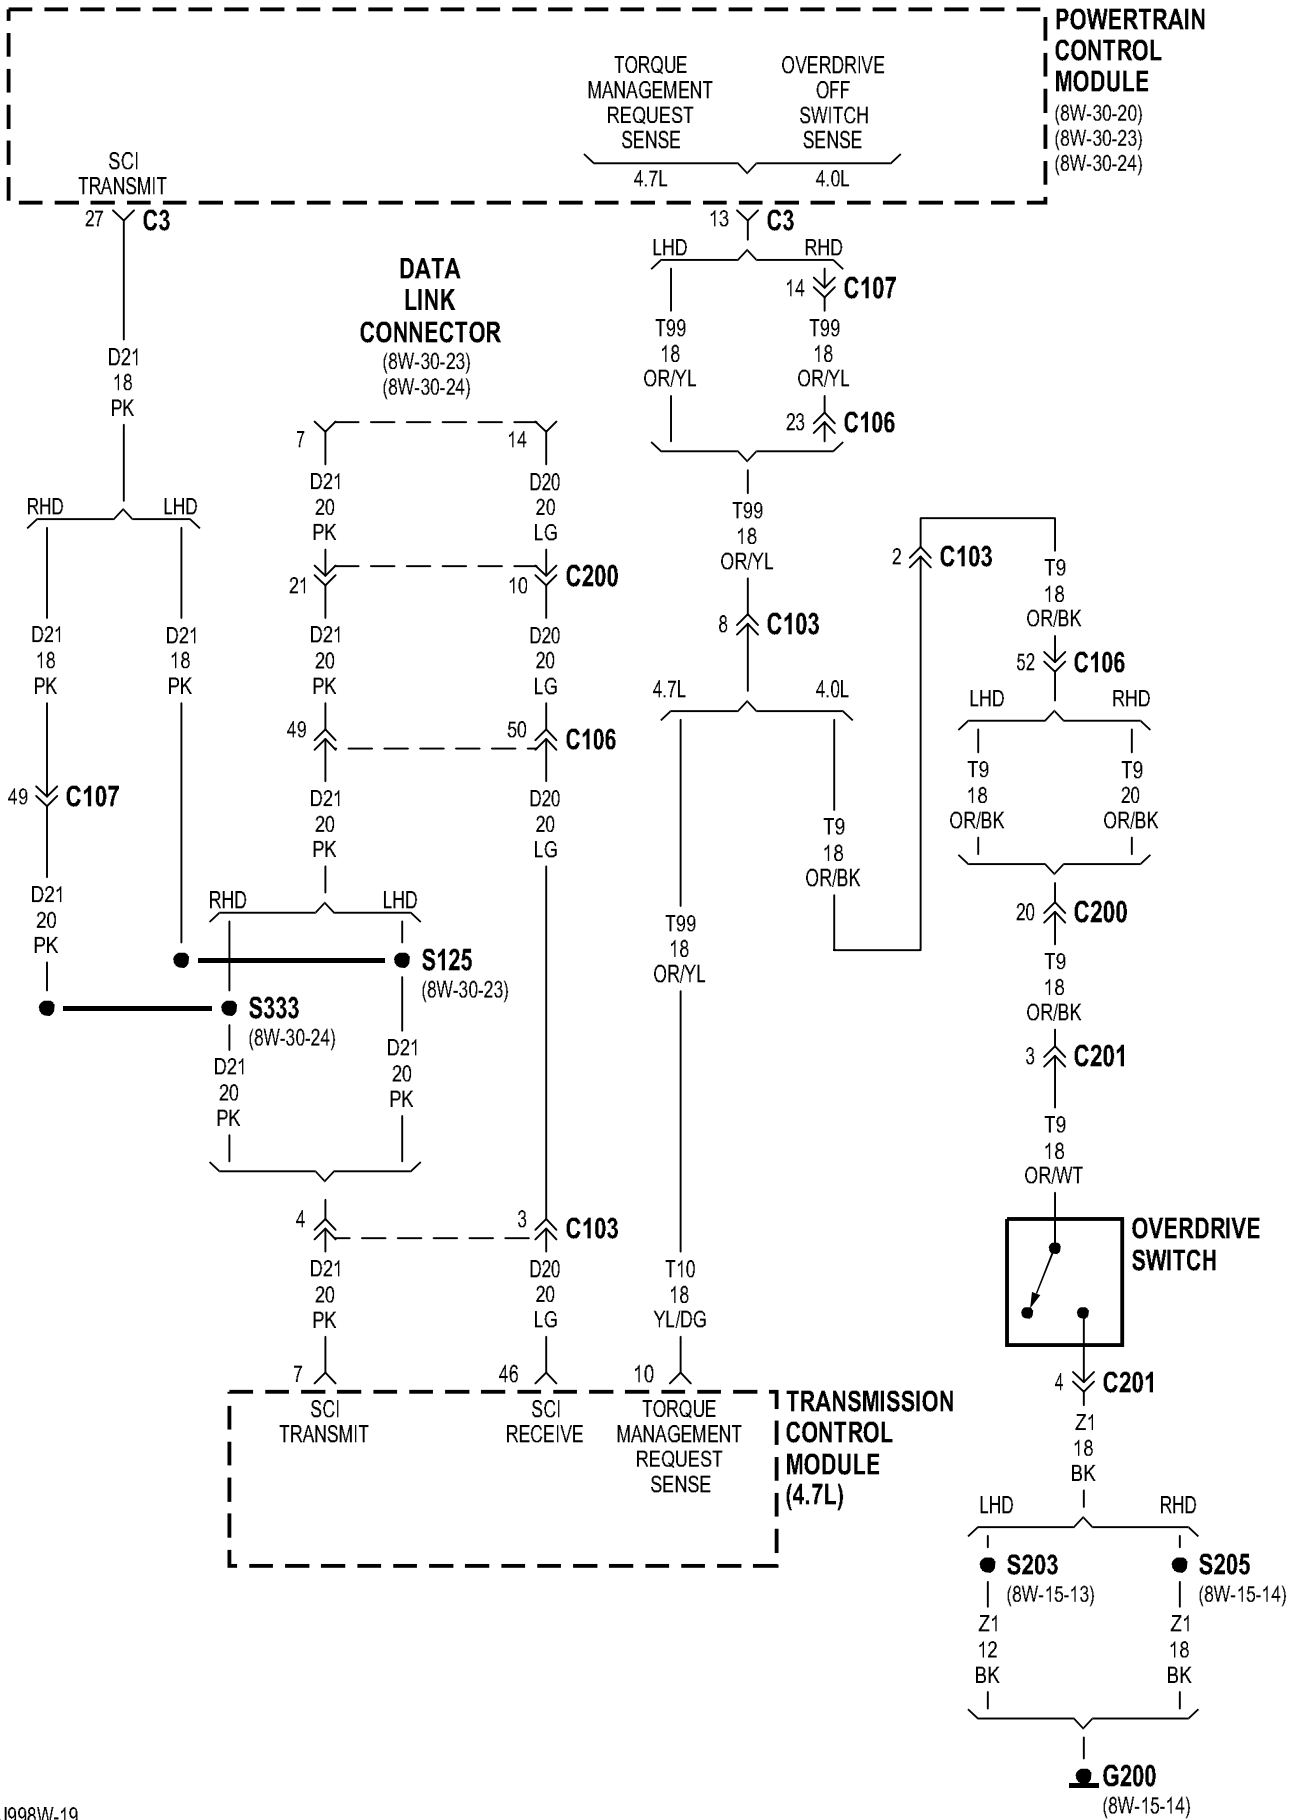 POWERTRAIN
CONTROL
MODULE
(8W-30-20)
(8W-30-23)
(8W-30-24)
TORQUE
MANAGEMENT
REQUEST
SENSE
OVERDRIVE
OFF
SWITCH
SENSE
SCI
TRANSMIT
4.7L
4.0L
27
C3
13
C3
LHD
RHD
14
C107
DATA
LINK
CONNECTOR
(8W-30-23)
(8W-30-24)
T99
18
OR/YL
T99
18
OR/YL
D21
18
PK
23
C106
7
14
D21
20
PK
D20
20
LG
RHD
LHD
T99
18
OR/YL
2
C103
T9
18
OR/BK
21
10
C200
8
C103
D21
18
PK
D21
18
PK
D21
20
PK
D20
20
LG
52
C106
4.7L
4.0L
LHD
RHD
49
50
C106
T9
18
OR/BK
T9
20
OR/BK
49
C107
D21
20
PK
D20
20
LG
T9
18
OR/BK
D21
20
PK
RHD
LHD
20
C200
T99
18
OR/YL
S125
(8W-30-23)
T9
18
OR/BK
S333
(8W-30-24)
D21
20
PK
D21
20
PK
3
C201
T9
18
OR/WT
4
3
C103
OVERDRIVE
SWITCH
D21
20
PK
D20
20
LG
T10
18
YL/DG
7
46
10
4
C201
SCI
TRANSMIT
SCI
RECEIVE
TORQUE
MANAGEMENT
REQUEST
SENSE
TRANSMISSION
CONTROL
MODULE
(4.7L)
Z1
18
BK
LHD
RHD
S203
(8W-15-13)
S205
(8W-15-14)
Z1
12
BK
Z1
18
BK
G200
(8W-15-14)
J998W-19